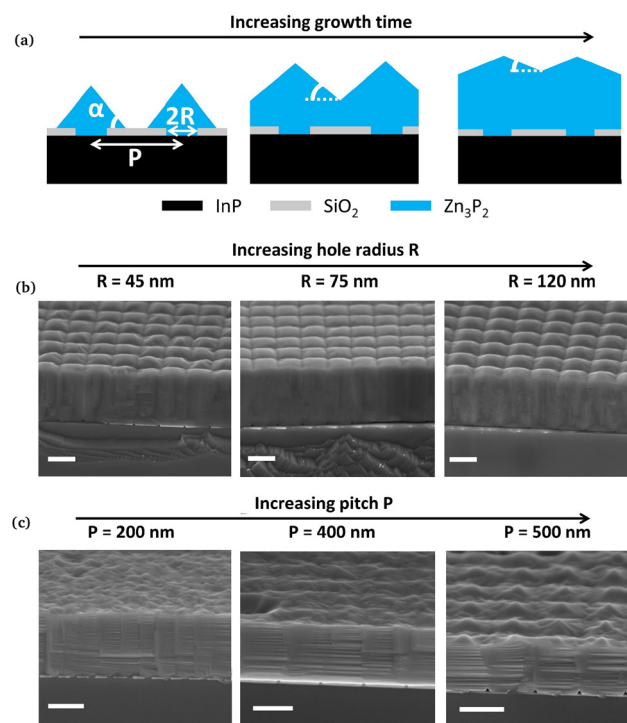 Increasing growth time
(a)
α
2R
P
InP SiO₂ Zn₃P₂
Increasing hole radius R
(b)
R = 45 nm R = 75 nm R = 120 nm
Increasing pitch P
(c)
P = 200 nm P = 400 nm P = 500 nm